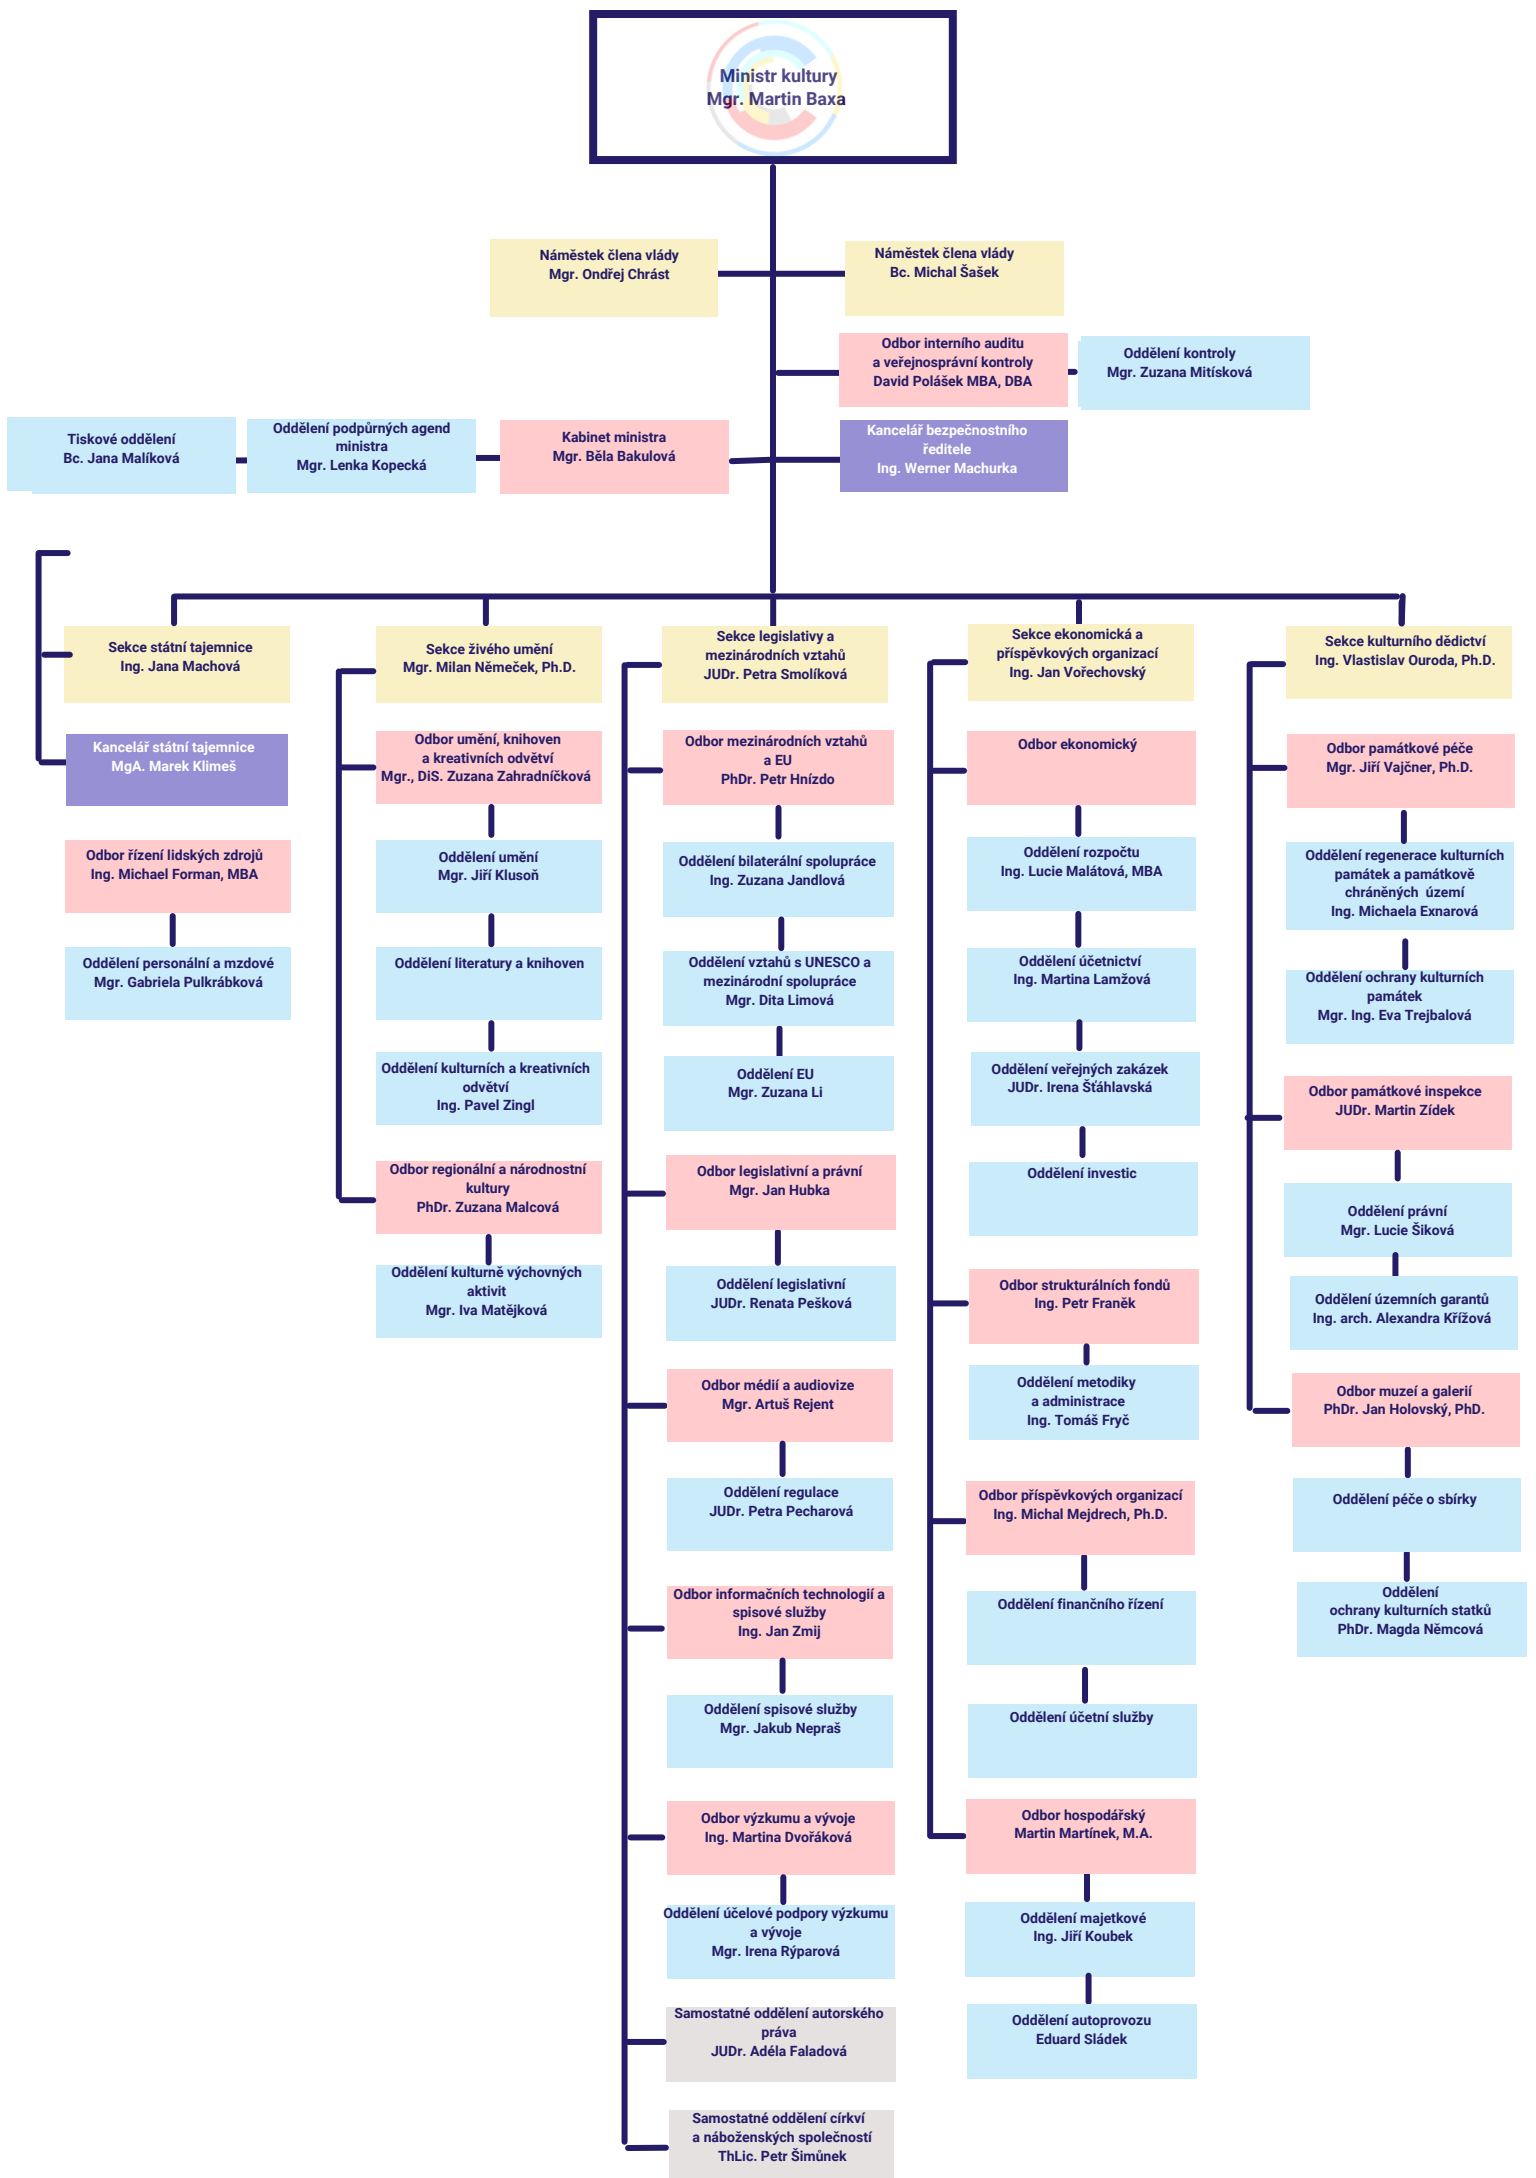 Ministr kultury
Mgr. Martin Baxa
Náměstek člena vlády
Mgr. Ondřej Chrást
Náměstek člena vlády
Bc. Michal Šašek
Odbor interního auditu
a veřejnosprávní kontroly
David Polášek MBA, DBA
Oddělení kontroly
Mgr. Zuzana Mitísková
Tiskové oddělení
Bc. Jana Malíková
Oddělení podpůrných agend
ministra
Mgr. Lenka Kopecká
Kabinet ministra
Mgr. Běla Bakulová
Kancelář bezpečnostního
ředitele
Ing. Werner Machurka
Sekce státní tajemnice
Ing. Jana Machová
Kancelář státní tajemnice
MgA. Marek Klimeš
Odbor řízení lidských zdrojů
Ing. Michael Forman, MBA
Oddělení personální a mzdové
Mgr. Gabriela Pulkrábková
Sekce živého umění
Mgr. Milan Němeček, Ph.D.
Odbor umění, knihoven
a kreativních odvětví
Mgr., DiS. Zuzana Zahradníčková
Oddělení umění
Mgr. Jiří Klusoň
Oddělení literatury a knihoven
Oddělení kulturních a kreativních
odvětví
Ing. Pavel Zingl
Odbor regionální a národnostní
kultury
PhDr. Zuzana Malcová
Oddělení kulturně výchovných
aktivit
Mgr. Iva Matějková
Sekce legislativy a
mezinárodních vztahů
JUDr. Petra Smolíková
Odbor mezinárodních vztahů
a EU
PhDr. Petr Hnízdo
Oddělení bilaterální spolupráce
Ing. Zuzana Jandlová
Oddělení vztahů s UNESCO a
mezinárodní spolupráce
Mgr. Dita Limová
Oddělení EU
Mgr. Zuzana Li
Odbor legislativní a právní
Mgr. Jan Hubka
Oddělení legislativní
JUDr. Renata Pešková
Odbor médií a audiovize
Mgr. Artuš Rejent
Oddělení regulace
JUDr. Petra Pecharová
Odbor informačních technologií a
spisové služby
Ing. Jan Zmij
Oddělení spisové služby
Mgr. Jakub Nepraš
Odbor výzkumu a vývoje
Ing. Martina Dvořáková
Oddělení účelové podpory výzkumu
a vývoje
Mgr. Irena Rýparová
Samostatné oddělení autorského
práva
JUDr. Adéla Faladová
Samostatné oddělení církví
a náboženských společností
ThLic. Petr Šimůnek
Sekce ekonomická a
příspěvkových organizací
Ing. Jan Vořechovský
Odbor ekonomický
Oddělení rozpočtu
Ing. Lucie Malátová, MBA
Oddělení účetnictví
Ing. Martina Lamžová
Oddělení veřejných zakázek
JUDr. Irena Šťáhlavská
Oddělení investic
Odbor strukturálních fondů
Ing. Petr Franěk
Oddělení metodiky
a administrace
Ing. Tomáš Fryč
Odbor příspěvkových organizací
Ing. Michal Mejdrech, Ph.D.
Oddělení finančního řízení
Oddělení účetní služby
Odbor hospodářský
Martin Martínek, M.A.
Oddělení majetkové
Ing. Jiří Koubek
Oddělení autoprovozu
Eduard Sládek
Sekce kulturního dědictví
Ing. Vlastislav Ouroda, Ph.D.
Odbor památkové péče
Mgr. Jiří Vajčner, Ph.D.
Oddělení regenerace kulturních
památek a památkově
chráněných území
Ing. Michaela Exnarová
Oddělení ochrany kulturních
památek
Mgr. Ing. Eva Trejbalová
Odbor památkové inspekce
JUDr. Martin Zídek
Oddělení právní
Mgr. Lucie Šiková
Oddělení územních garantů
Ing. arch. Alexandra Křížová
Odbor muzeí a galerií
PhDr. Jan Holovský, PhD.
Oddělení péče o sbírky
Oddělení
ochrany kulturních statků
PhDr. Magda Němcová